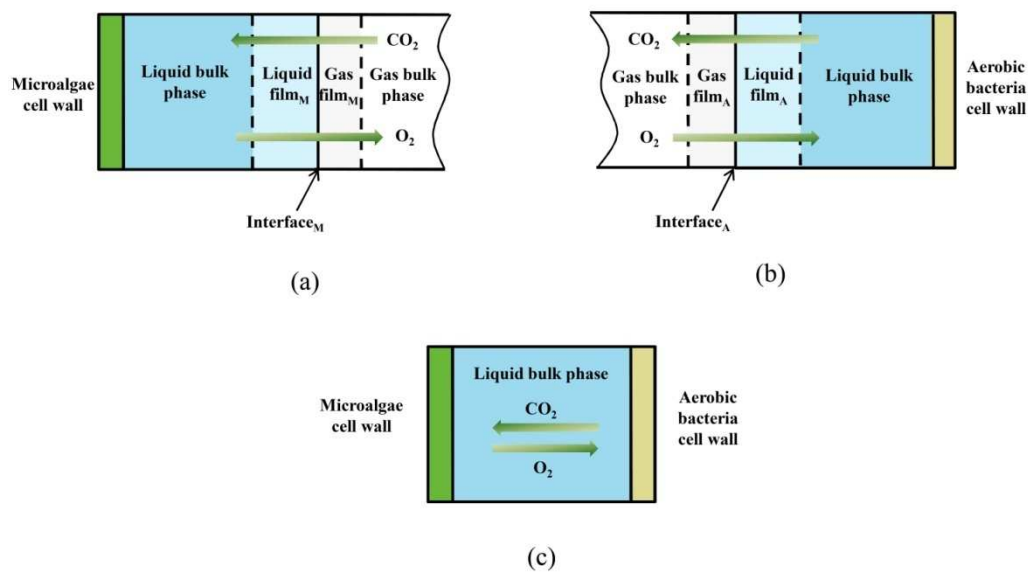 Microalgae
cell wall
Liquid bulk
phase
Liquid
film_M
Gas
film_M
Gas bulk
phase
CO₂
O₂
Interface_M
(a)
CO₂
Gas bulk
phase
O₂
Gas
film_A
Liquid
film_A
Liquid bulk
phase
Aerobic
bacteria
cell wall
Interface_A
(b)
Microalgae
cell wall
Liquid bulk phase
CO₂
O₂
Aerobic
bacteria
cell wall
(c)